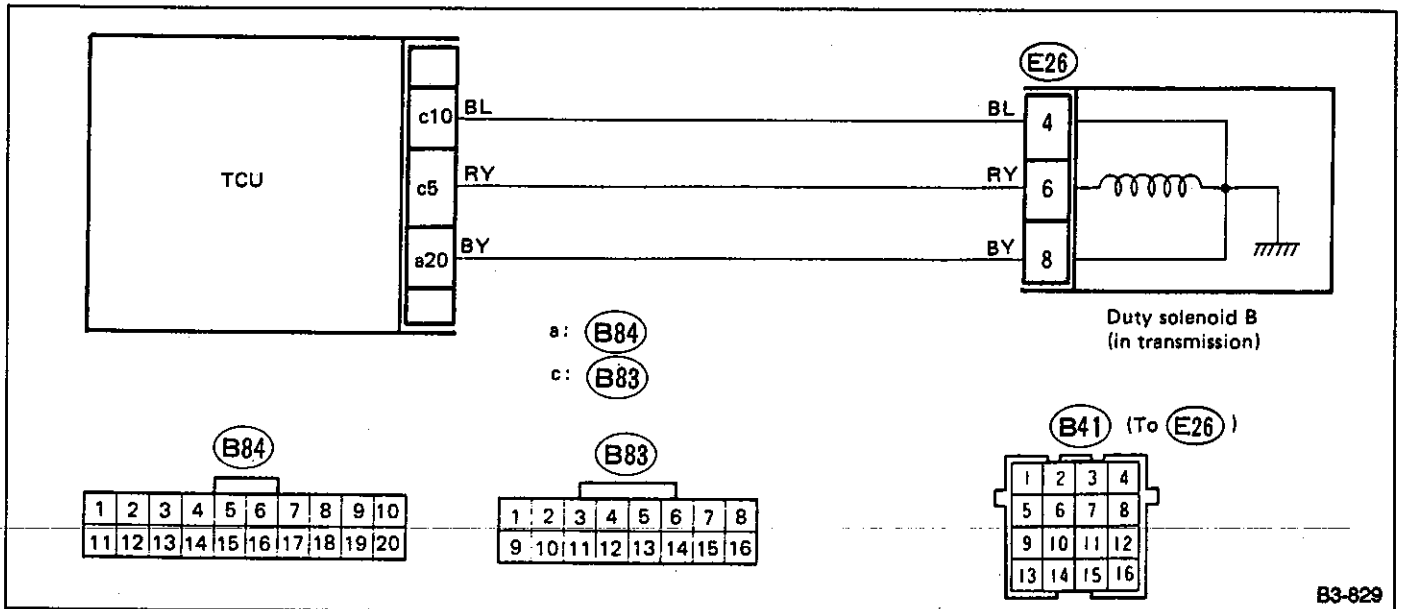 E26
c10 BL BL 4
TCU c5 RY RY 6
a20 BY BY 8
Duty solenoid B
(in transmission)
a: B84
c: B83
B84
1 2 3 4 5 6 7 8 9 10
11 12 13 14 15 16 17 18 19 20
B83
1 2 3 4 5 6 7 8
9 10 11 12 13 14 15 16
B41 (To E26)
1 2 3 4
5 6 7 8
9 10 11 12
13 14 15 16
B3-829